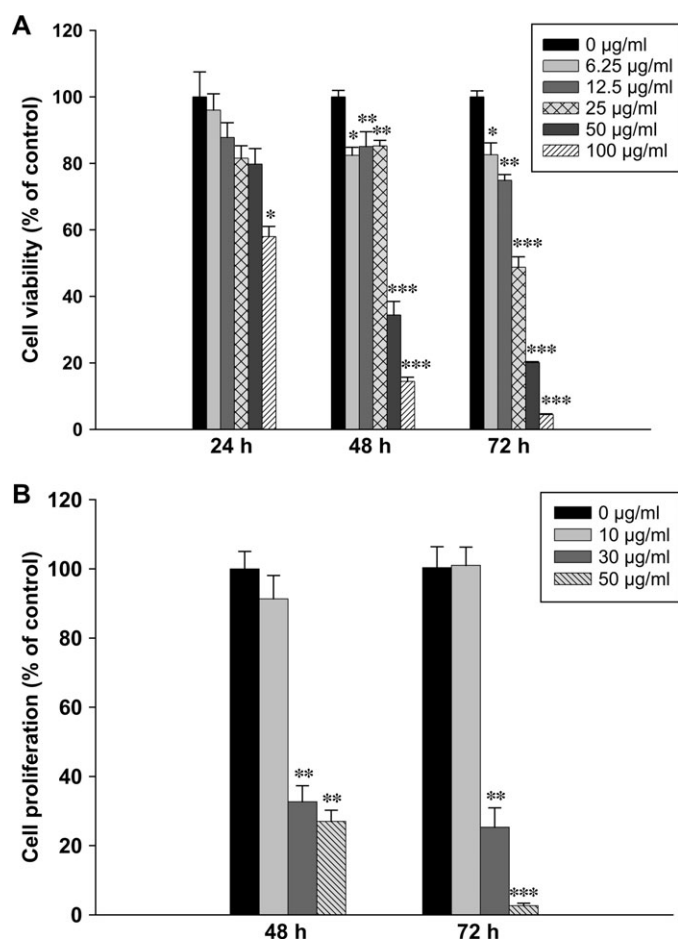 A
Cell viability (% of control)
120
100
80
60
40
20
0
0 µg/ml
6.25 µg/ml
12.5 µg/ml
25 µg/ml
50 µg/ml
100 µg/ml
*
*
**
**
***
***
*
**
***
***
***
24 h 48 h 72 h
B
Cell proliferation (% of control)
120
100
80
60
40
20
0
0 µg/ml
10 µg/ml
30 µg/ml
50 µg/ml
**
**
**
***
48 h 72 h